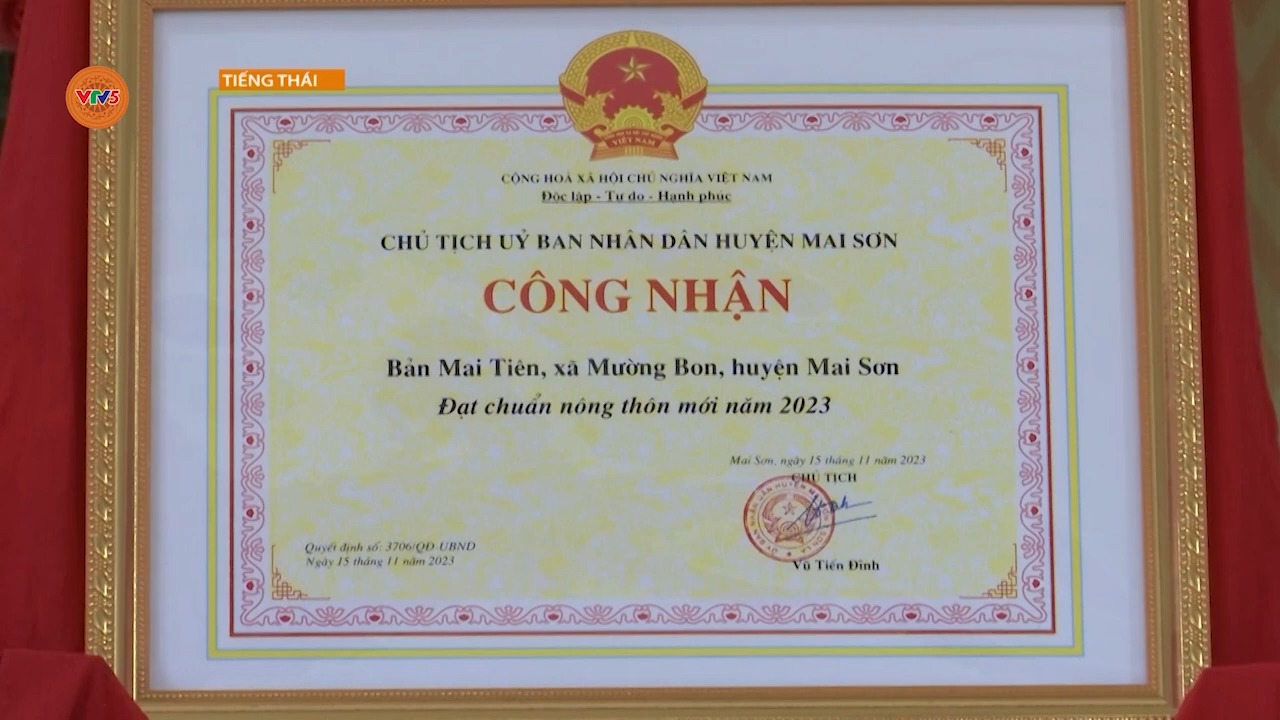 TIẾNG THÁI
VTV5
VIỆT NAM
CỘNG HOÀ XÃ HỘI CHỦ NGHĨA VIỆT NAM
Độc lập - Tự do - Hạnh phúc
CHỦ TỊCH UỶ BAN NHÂN DÂN HUYỆN MAI SƠN
CÔNG NHẬN
Bản Mai Tiên, xã Mường Bon, huyện Mai Sơn
Đạt chuẩn nông thôn mới năm 2023
Mai Sơn, ngày 15 tháng 11 năm 2023
CHỦ TỊCH
Quyết định số: 3706/QĐ-UBND
Ngày 15 tháng 11 năm 2023
Vũ Tiến Đình